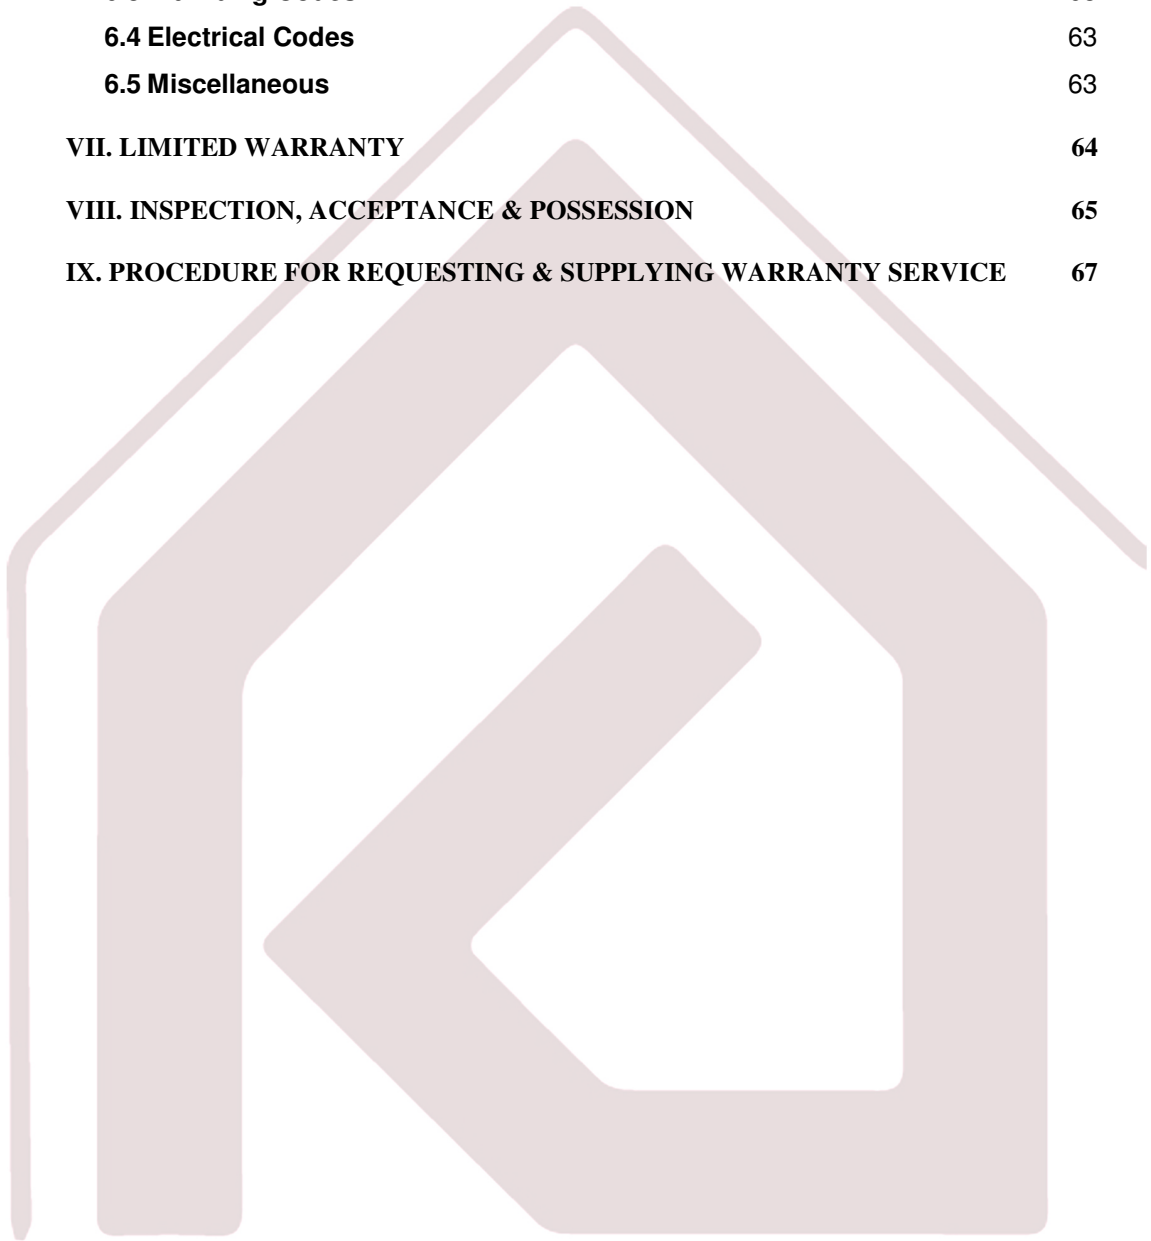 6.4 Electrical Codes 63
6.5 Miscellaneous 63
VII. LIMITED WARRANTY 64
VIII. INSPECTION, ACCEPTANCE & POSSESSION 65
IX. PROCEDURE FOR REQUESTING & SUPPLYING WARRANTY SERVICE 67